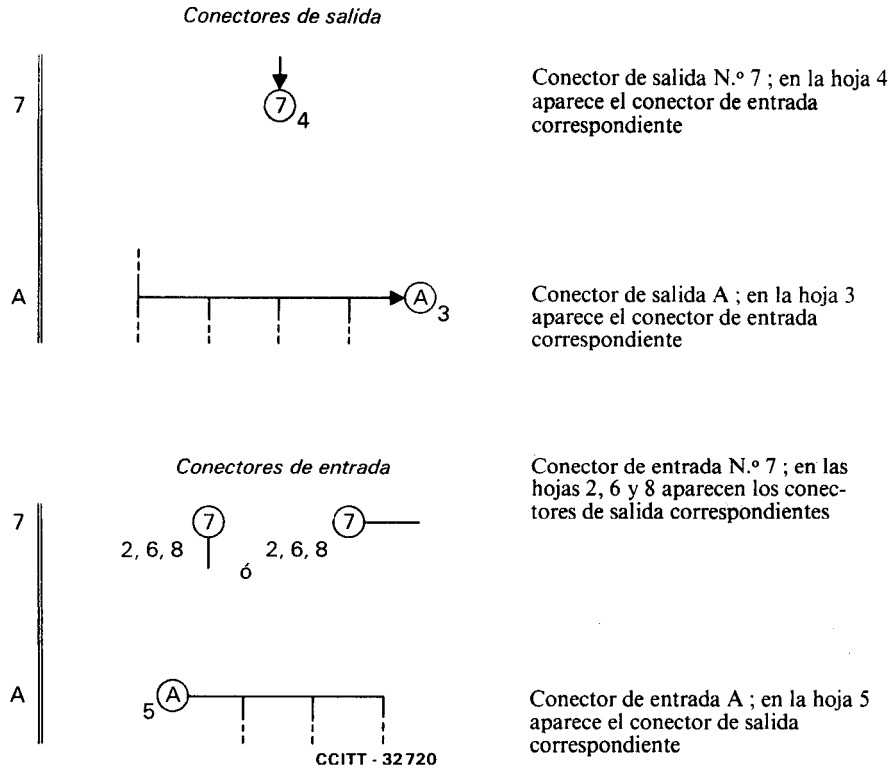 Conectores de salida
7
7
4
Conector de salida N.º 7 ; en la hoja 4
aparece el conector de entrada
correspondiente
A
A
3
Conector de salida A ; en la hoja 3
aparece el conector de entrada
correspondiente
Conectores de entrada
7
7
2, 6, 8
ó
7
2, 6, 8
Conector de entrada N.º 7 ; en las
hojas 2, 6 y 8 aparecen los conec-
tores de salida correspondientes
A
5
A
Conector de entrada A ; en la hoja 5
aparece el conector de salida
correspondiente
CCITT - 32720